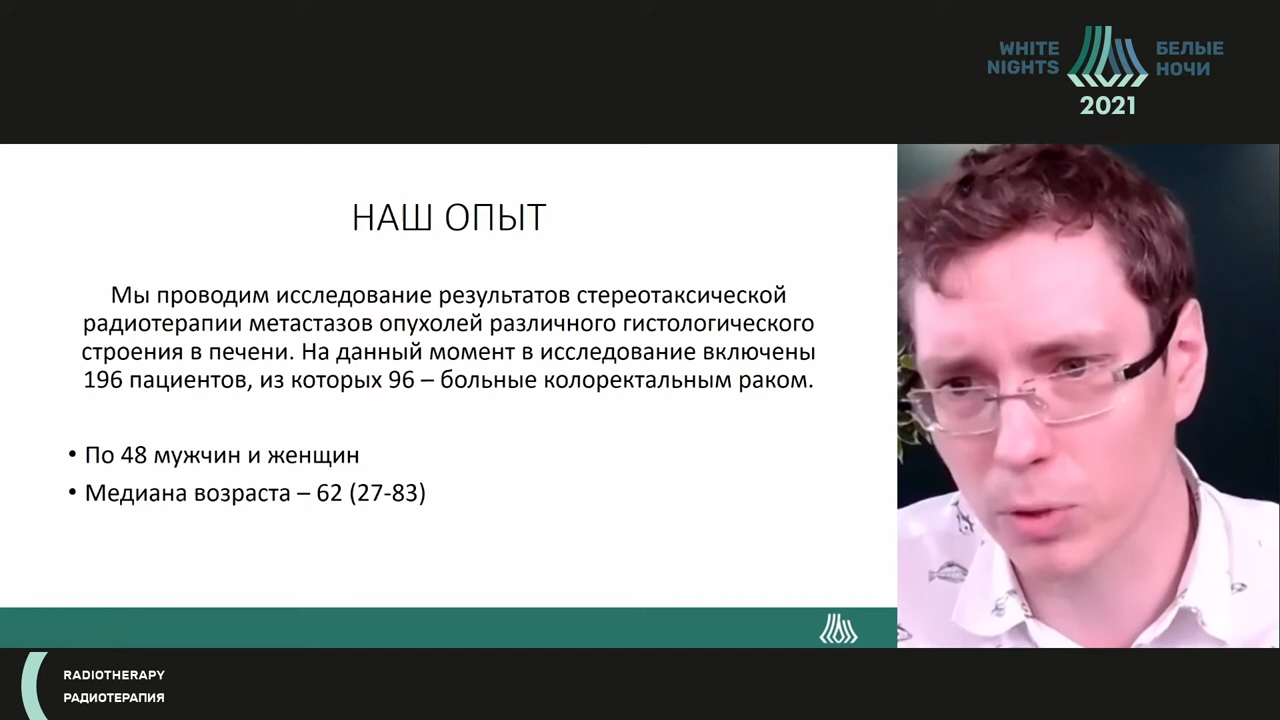 WHITE
NIGHTS
БЕЛЫЕ
НОЧИ
2021
НАШ ОПЫТ
Мы проводим исследование результатов стереотаксической
радиотерапии метастазов опухолей различного гистологического
строения в печени. На данный момент в исследование включены
196 пациентов, из которых 96 – больные колоректальным раком.
• По 48 мужчин и женщин
• Медиана возраста – 62 (27-83)
RADIOTHERAPY
РАДИОТЕРАПИЯ